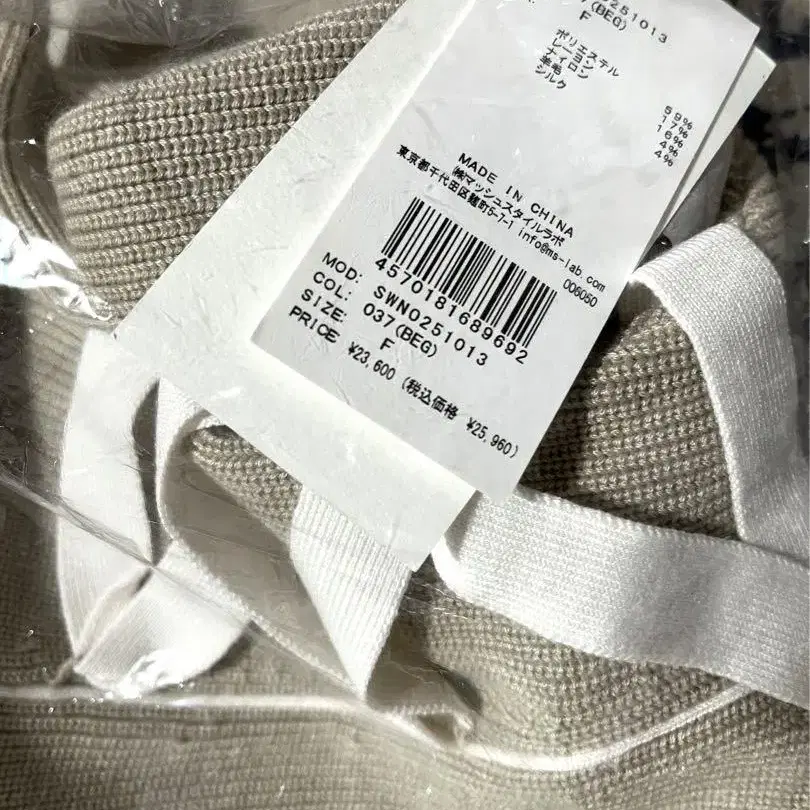 0251013
037(BEG)
F
ポリエステル
レーヨン
ナイロン
羊毛
シルク
59%
17%
16%
4%
4%
MADE IN CHINA
㈱マッシュスタイルラボ
東京都千代田区麹町5-7-1 info@ms-lab.com
006050
4570181689692
MOD: SWN0251013
COL: 037(BEG)
SIZE: F
PRICE ¥23,600 (税込価格 ¥25,960)